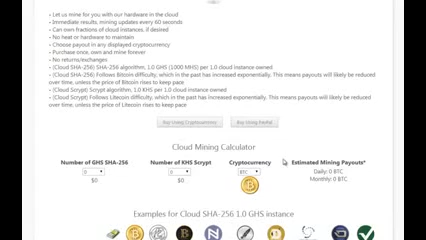 • Let us mine for you with our hardware in the cloud
• Immediate results, mining updates every 60 seconds
• Can own fractions of cloud instances, if desired
• No heat or hardware to maintain
• Choose payout in any displayed cryptocurrency
• Purchase once, own and mine forever
• No returns/exchanges
• (Cloud SHA-256) SHA-256 algorithm, 1.0 GHS (1000 MHS) per 1.0 cloud instance owned
• (Cloud SHA-256) Follows Bitcoin difficulty, which in the past has increased exponentially. This means payouts will likely be reduced
over time, unless the price of Bitcoin rises to keep pace
• (Cloud Scrypt) Scrypt algorithm, 1.0 KHS per 1.0 cloud instance owned
• (Cloud Scrypt) Follows Litecoin difficulty, which in the past has increased exponentially. This means payouts will likely be reduced
over time, unless the price of Litecoin rises to keep pace
Buy Using Cryptocurrency Buy Using PayPal
Cloud Mining Calculator
Number of GHS SHA-256 Number of KHS Scrypt Cryptocurrency Estimated Mining Payouts*
0 0 BTC Daily: 0 BTC
$0 $0 Monthly: 0 BTC
Examples for Cloud SHA-256 1.0 GHS instance